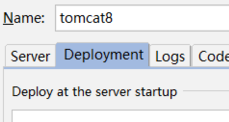 Name: tomcat8
Server Deployment Logs Code
Deploy at the server startup